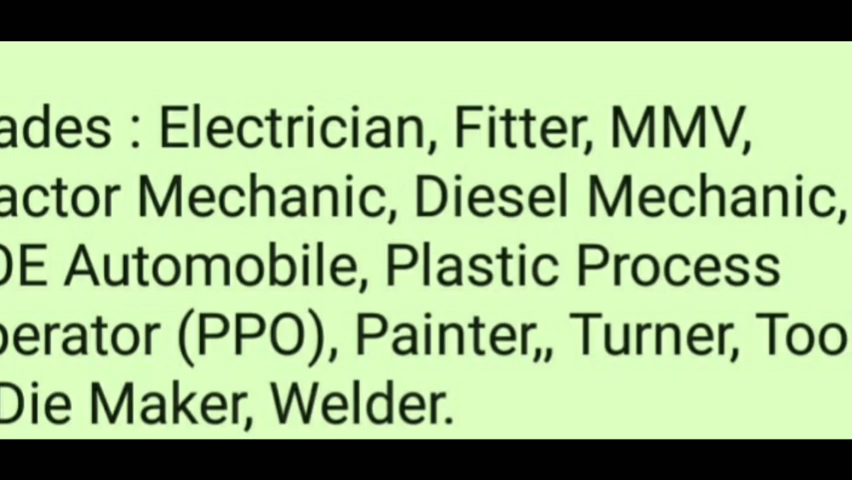 ades : Electrician, Fitter, MMV,
actor Mechanic, Diesel Mechanic,
OE Automobile, Plastic Process
perator (PPO), Painter,, Turner, Too
Die Maker, Welder.